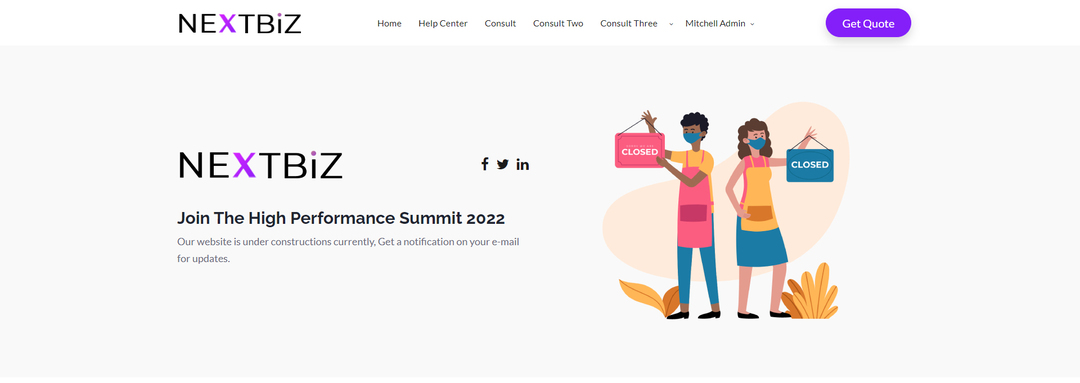 NEXTBiZ
Home
Help Center
Consult
Consult Two
Consult Three
Mitchell Admin
Get Quote
NEXTBiZ
Join The High Performance Summit 2022
Our website is under constructions currently, Get a notification on your e-mail
for updates.
CLOSED
CLOSED